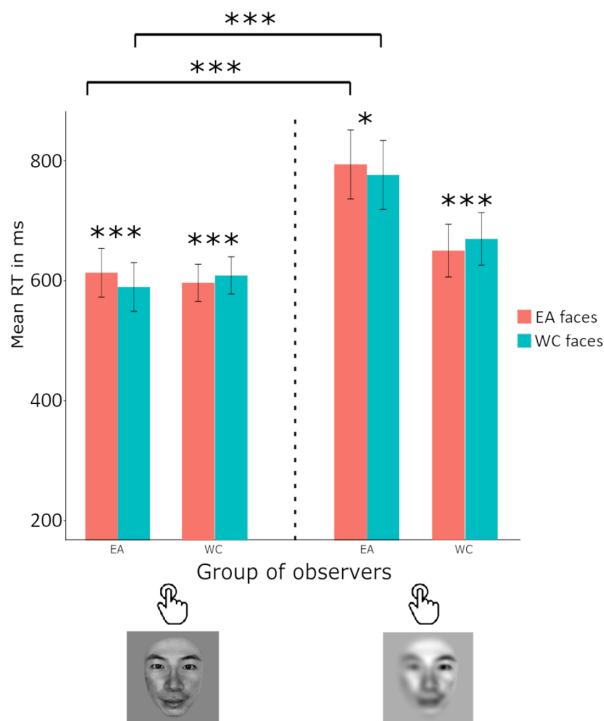 ***
***
*
***
***
***
800
600
400
200
Mean RT in ms
EA faces
WC faces
EA
WC
EA
WC
Group of observers